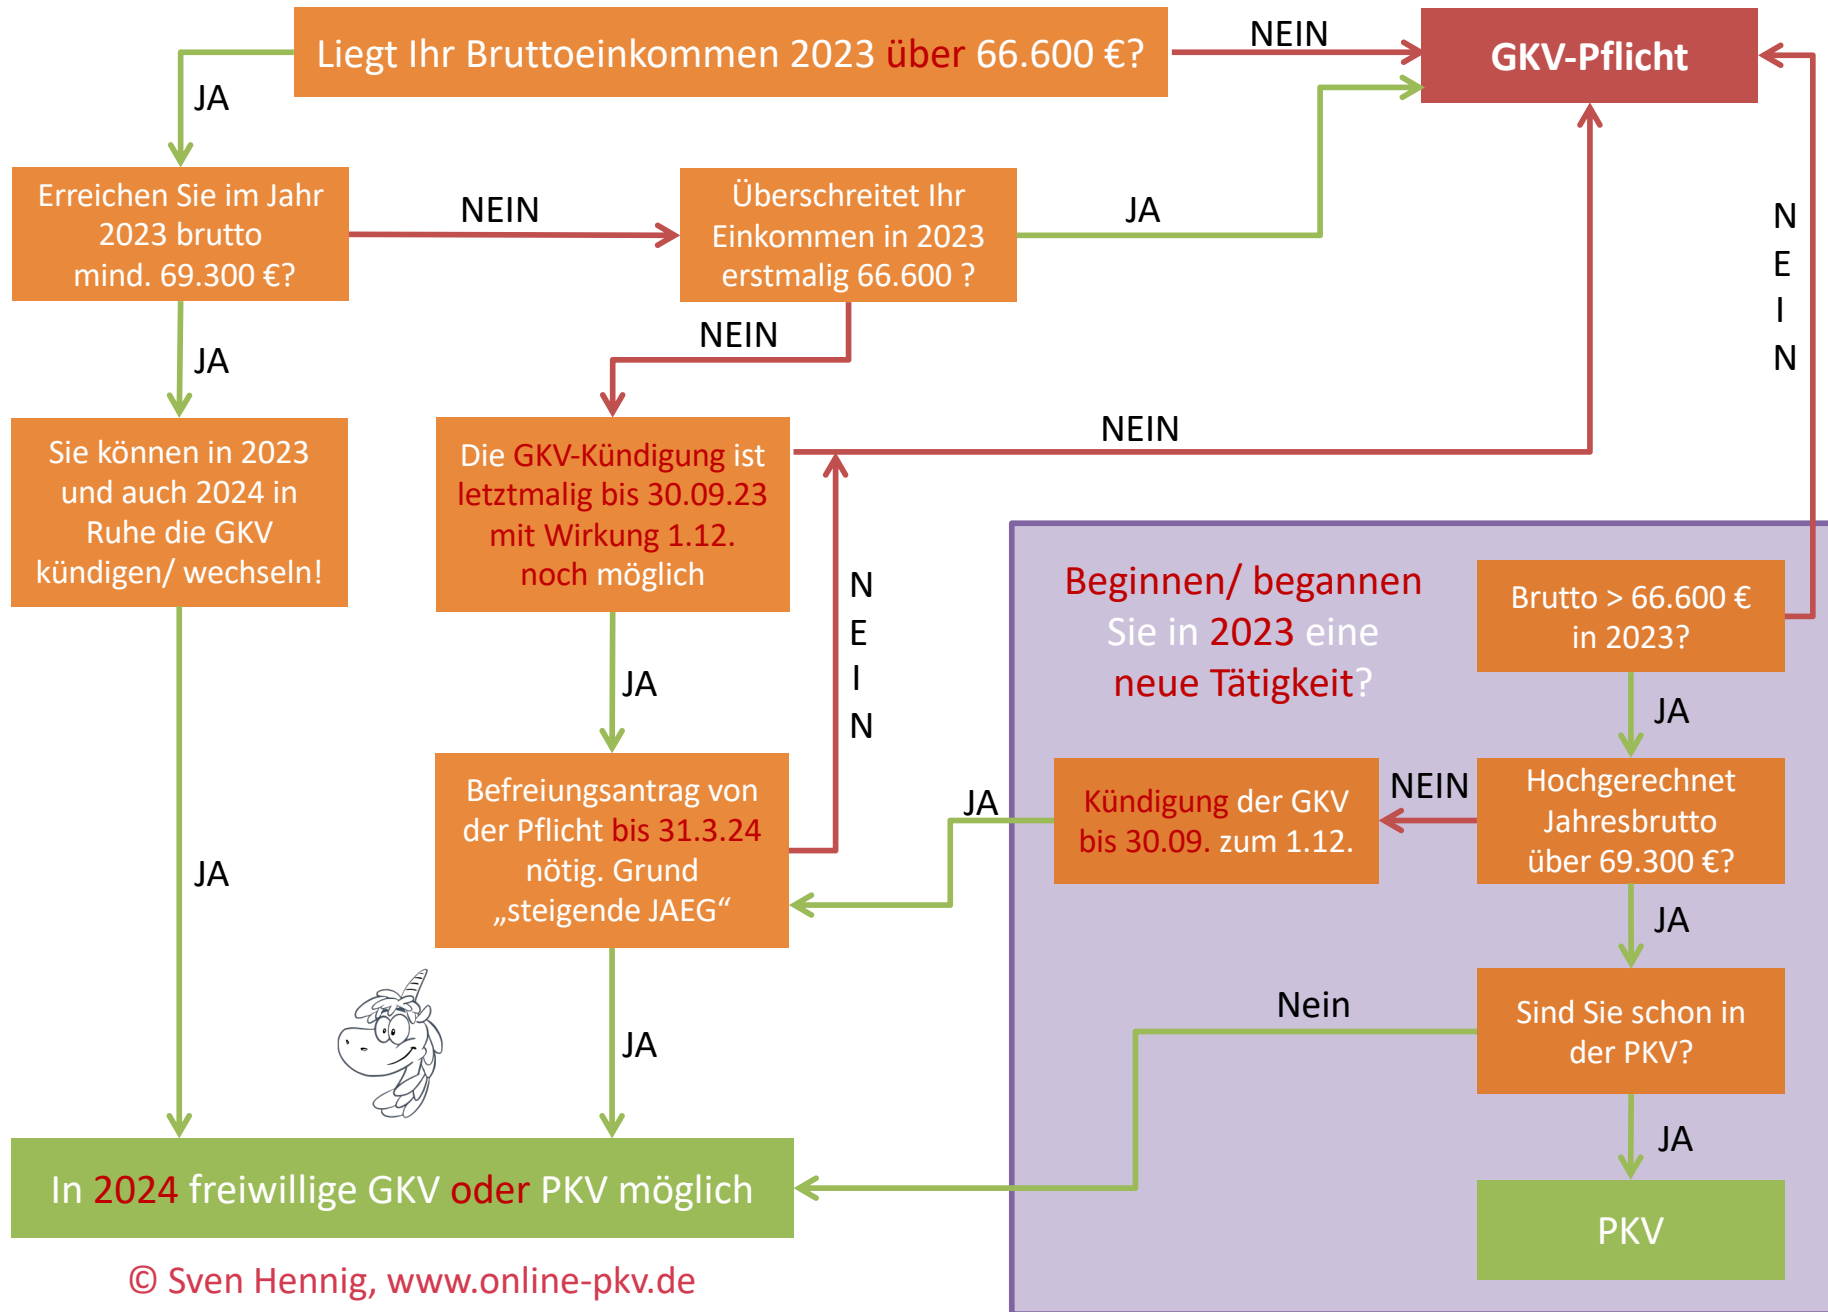 Liegt Ihr Bruttoeinkommen 2023 über 66.600 €?
NEIN
GKV-Pflicht
JA
Erreichen Sie im Jahr
2023 brutto
mind. 69.300 €?
NEIN
Überschreitet Ihr
Einkommen in 2023
erstmalig 66.600 ?
JA
NEIN
NEIN
JA
Sie können in 2023
und auch 2024 in
Ruhe die GKV
kündigen/ wechseln!
Die GKV-Kündigung ist
letztmalig bis 30.09.23
mit Wirkung 1.12.
noch möglich
NEIN
NEIN
JA
Befreiungsantrag von
der Pflicht bis 31.3.24
nötig. Grund
„steigende JAEG“
JA
JA
Beginnen/ begannen
Sie in 2023 eine
neue Tätigkeit?
Brutto > 66.600 €
in 2023?
JA
Hochgerechnet
Jahresbrutto
über 69.300 €?
NEIN
Kündigung der GKV
bis 30.09. zum 1.12.
JA
JA
Sind Sie schon in
der PKV?
Nein
JA
PKV
In 2024 freiwillige GKV oder PKV möglich
© Sven Hennig, www.online-pkv.de